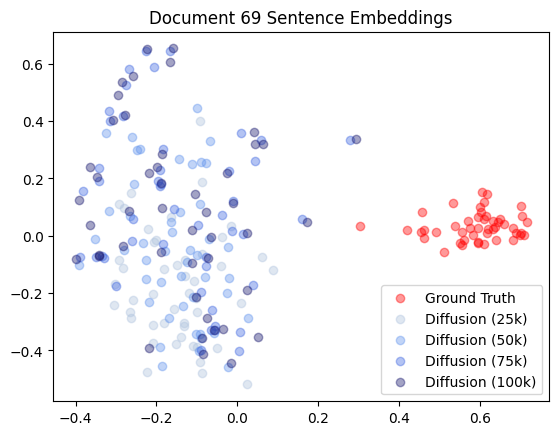 Document 69 Sentence Embeddings
0.6
0.4
0.2
0.0
−0.2
−0.4
−0.4
−0.2
0.0
0.2
0.4
0.6
Ground Truth
Diffusion (25k)
Diffusion (50k)
Diffusion (75k)
Diffusion (100k)